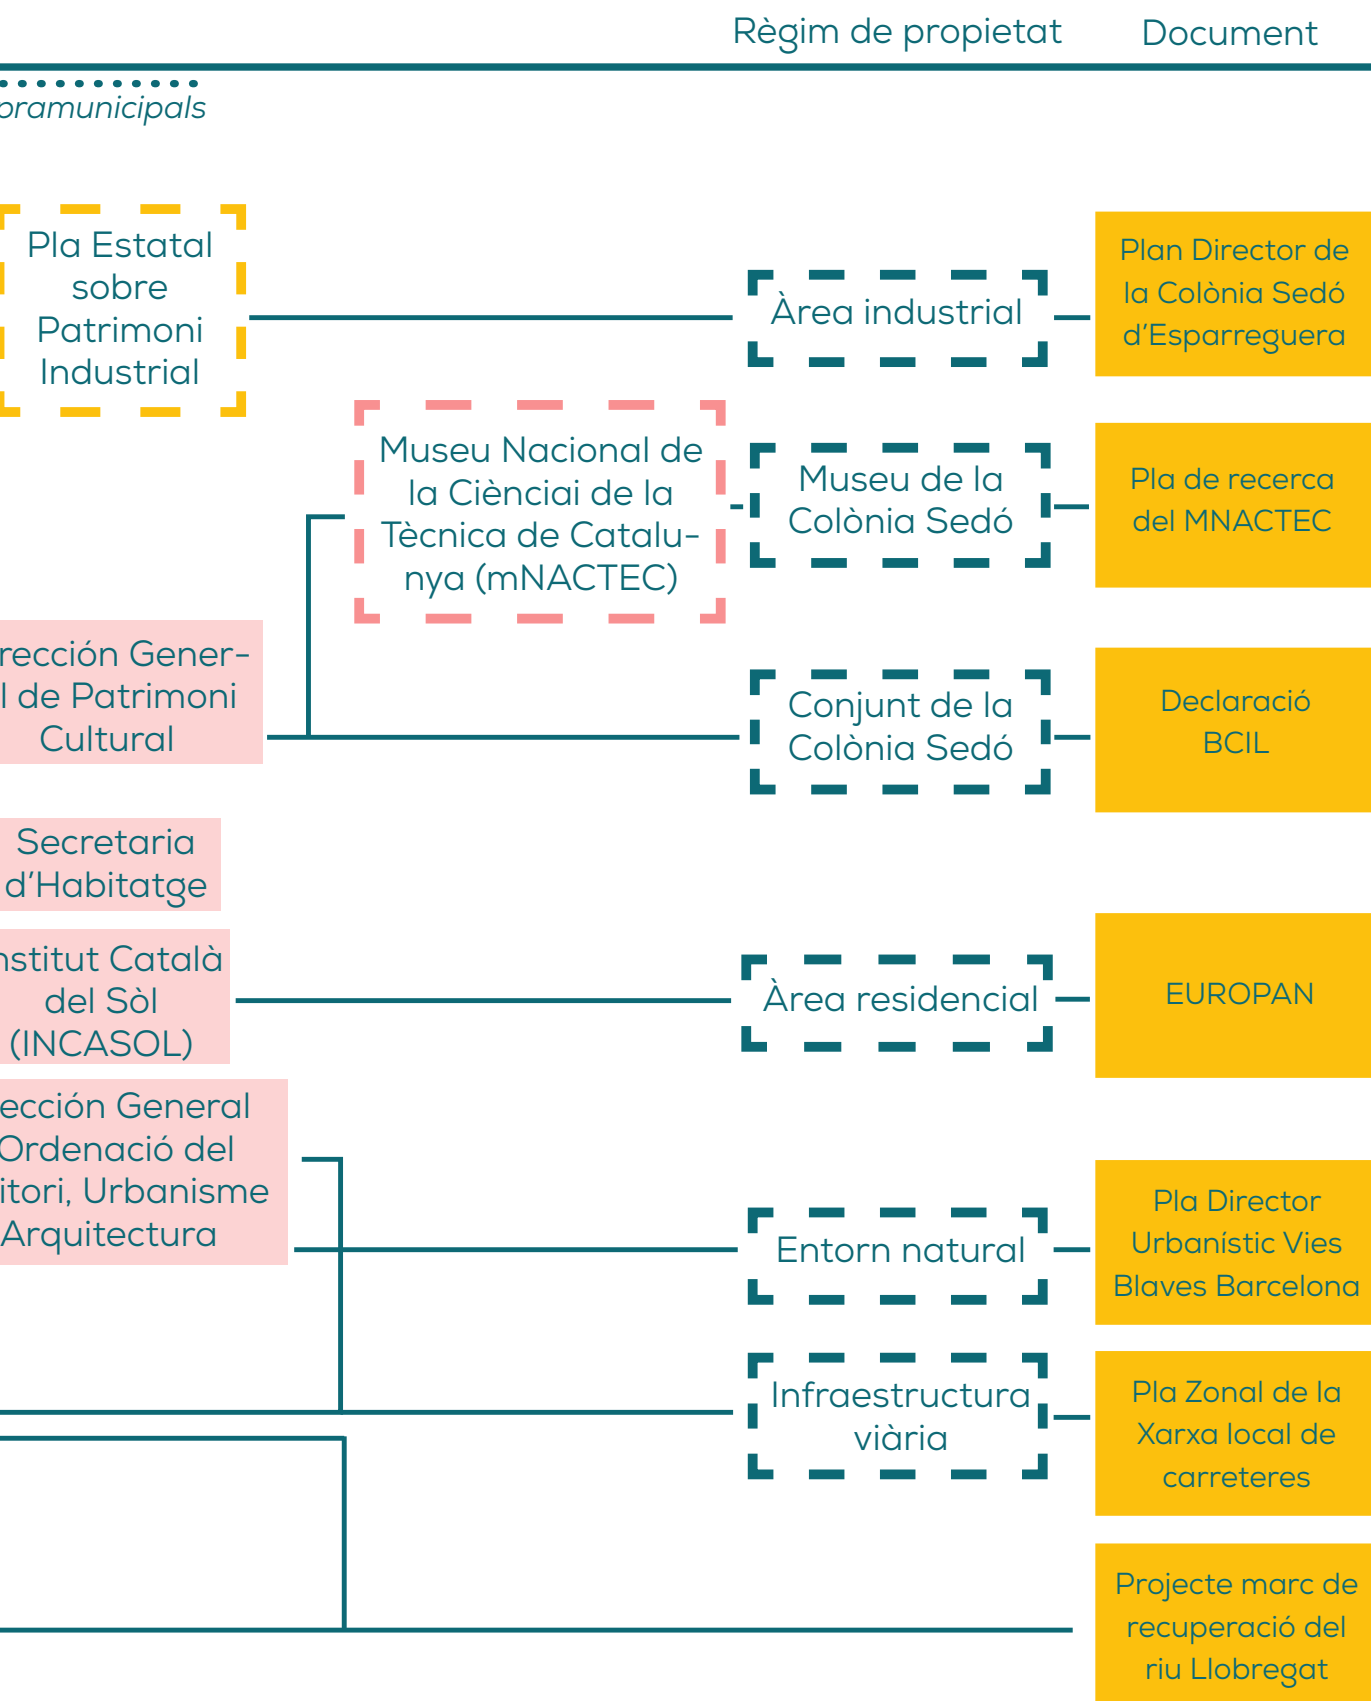 Règim de propietat
Document
pramunicipals
Pla Estatal
sobre
Patrimoni
Industrial
Àrea industrial
Plan Director de
la Colònia Sedó
d'Esparreguera
Museu Nacional de
la Ciènciai de la
Tècnica de Catalu-
nya (mNACTEC)
Museu de la
Colònia Sedó
Pla de recerca
del MNACTEC
rección Gener-
l de Patrimoni
Cultural
Conjunt de la
Colònia Sedó
Declaració
BCIL
Secretaria
d'Habitatge
nstitut Català
del Sòl
(INCASOL)
Àrea residencial
EUROPAN
ección General
Ordenació del
itori, Urbanisme
Arquitectura
Entorn natural
Pla Director
Urbanístic Vies
Blaves Barcelona
Infraestructura
viària
Pla Zonal de la
Xarxa local de
carreteres
Projecte marc de
recuperació del
riu Llobregat